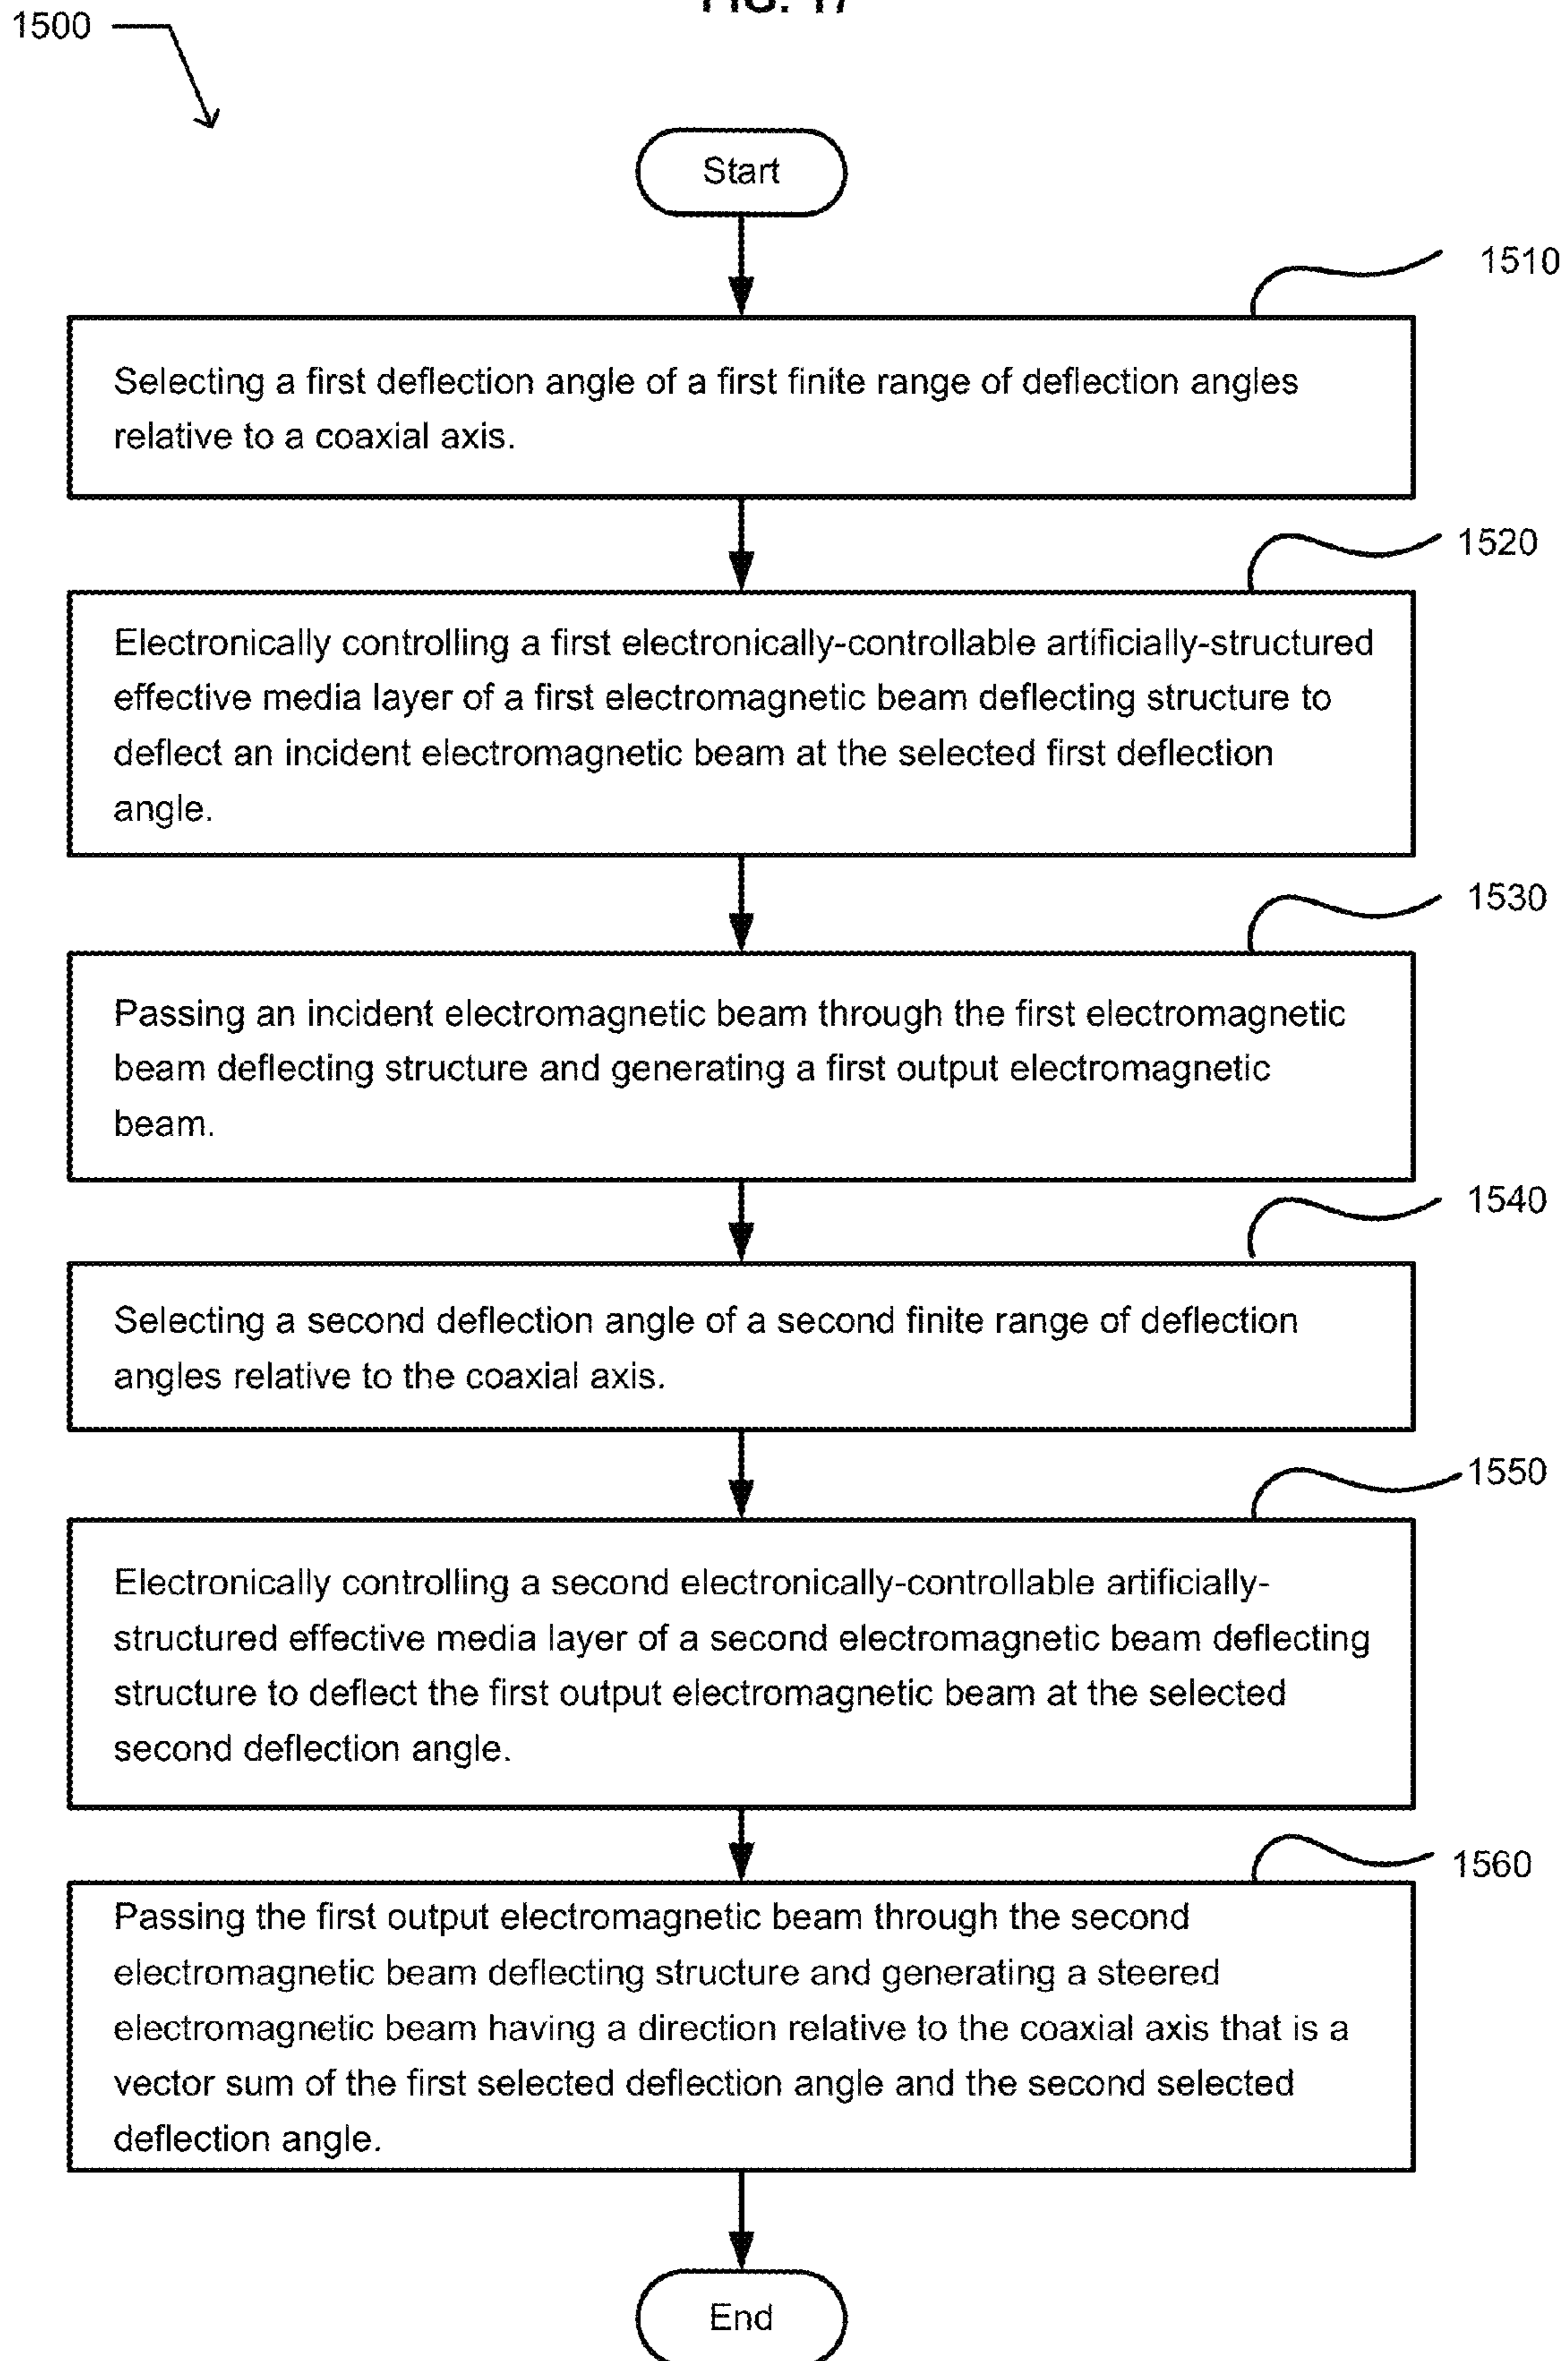 FIG. 17
1500
Start
1510
Selecting a first deflection angle of a first finite range of deflection angles
relative to a coaxial axis.
1520
Electronically controlling a first electronically-controllable artificially-structured
effective media layer of a first electromagnetic beam deflecting structure to
deflect an incident electromagnetic beam at the selected first deflection
angle.
1530
Passing an incident electromagnetic beam through the first electromagnetic
beam deflecting structure and generating a first output electromagnetic
beam.
1540
Selecting a second deflection angle of a second finite range of deflection
angles relative to the coaxial axis.
1550
Electronically controlling a second electronically-controllable artificially-
structured effective media layer of a second electromagnetic beam deflecting
structure to deflect the first output electromagnetic beam at the selected
second deflection angle.
1560
Passing the first output electromagnetic beam through the second
electromagnetic beam deflecting structure and generating a steered
electromagnetic beam having a direction relative to the coaxial axis that is a
vector sum of the first selected deflection angle and the second selected
deflection angle.
End